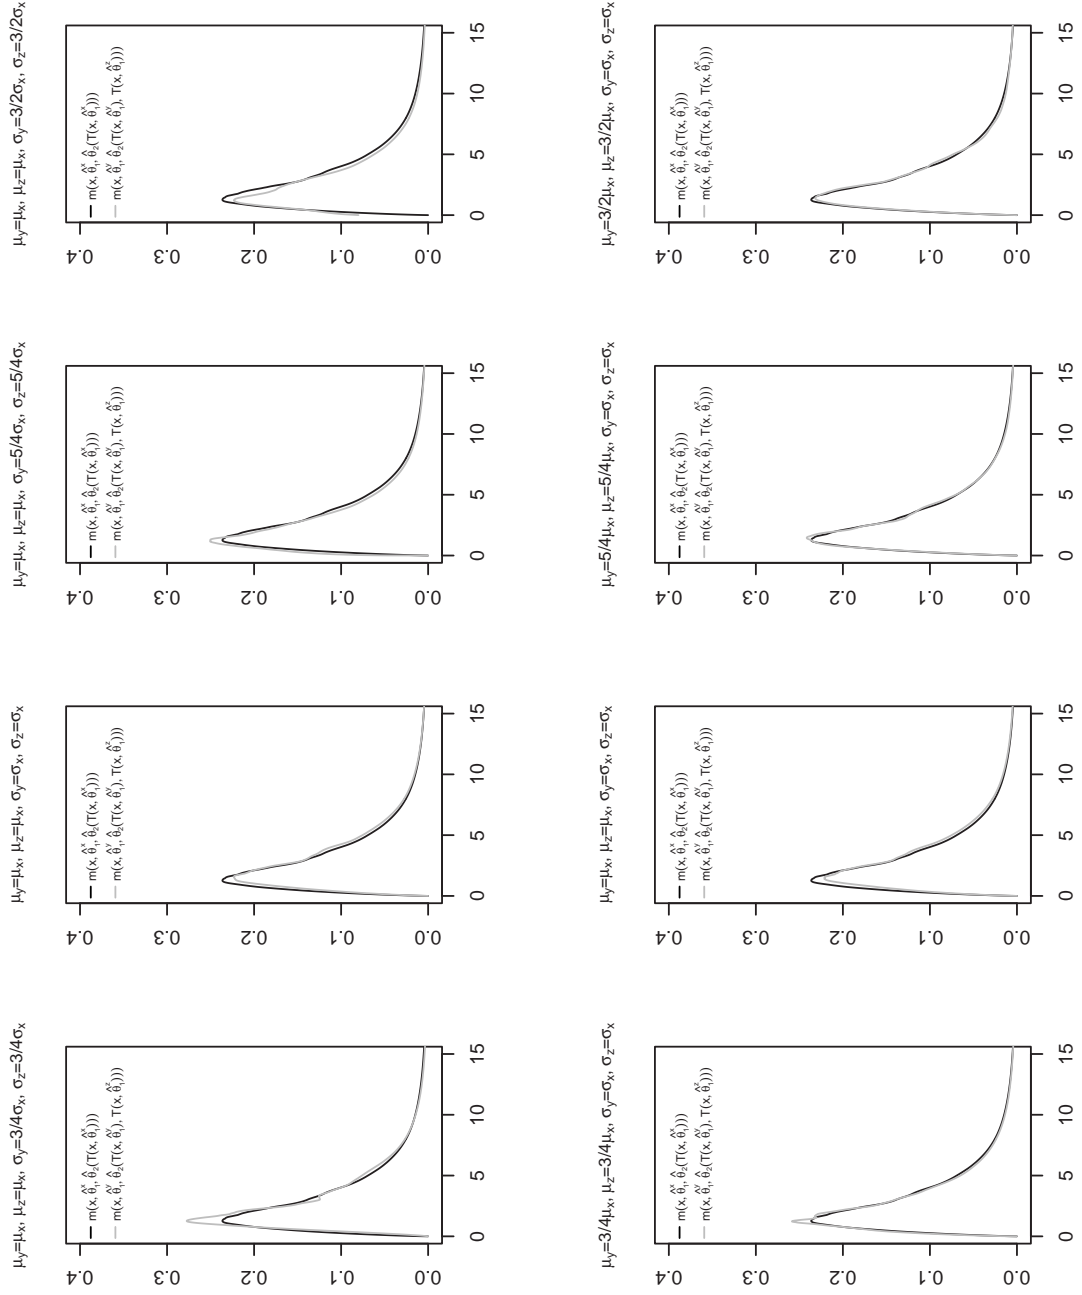 μy=μx, μz=μx, σy=3/4σx, σz=3/4σx
m(x, θ̂₁ˣ, θ̂₂(T(x, θ̂₁ˣ)))
m(x, θ̂₁ʸ, θ̂₂(T(x, θ̂₁ʸ), T(x, θ̂₁ᶻ)))
0.4
0.3
0.2
0.1
0.0
0 5 10 15
μy=μx, μz=μx, σy=σx, σz=σx
m(x, θ̂₁ˣ, θ̂₂(T(x, θ̂₁ˣ)))
m(x, θ̂₁ʸ, θ̂₂(T(x, θ̂₁ʸ), T(x, θ̂₁ᶻ)))
0.4
0.3
0.2
0.1
0.0
0 5 10 15
μy=μx, μz=μx, σy=5/4σx, σz=5/4σx
m(x, θ̂₁ˣ, θ̂₂(T(x, θ̂₁ˣ)))
m(x, θ̂₁ʸ, θ̂₂(T(x, θ̂₁ʸ), T(x, θ̂₁ᶻ)))
0.4
0.3
0.2
0.1
0.0
0 5 10 15
μy=μx, μz=μx, σy=3/2σx, σz=3/2σx
m(x, θ̂₁ˣ, θ̂₂(T(x, θ̂₁ˣ)))
m(x, θ̂₁ʸ, θ̂₂(T(x, θ̂₁ʸ), T(x, θ̂₁ᶻ)))
0.4
0.3
0.2
0.1
0.0
0 5 10 15
μy=3/4μx, μz=3/4μx, σy=σx, σz=σx
m(x, θ̂₁ˣ, θ̂₂(T(x, θ̂₁ˣ)))
m(x, θ̂₁ʸ, θ̂₂(T(x, θ̂₁ʸ), T(x, θ̂₁ᶻ)))
0.4
0.3
0.2
0.1
0.0
0 5 10 15
μy=μx, μz=μx, σy=σx, σz=σx
m(x, θ̂₁ˣ, θ̂₂(T(x, θ̂₁ˣ)))
m(x, θ̂₁ʸ, θ̂₂(T(x, θ̂₁ʸ), T(x, θ̂₁ᶻ)))
0.4
0.3
0.2
0.1
0.0
0 5 10 15
μy=5/4μx, μz=5/4μx, σy=σx, σz=σx
m(x, θ̂₁ˣ, θ̂₂(T(x, θ̂₁ˣ)))
m(x, θ̂₁ʸ, θ̂₂(T(x, θ̂₁ʸ), T(x, θ̂₁ᶻ)))
0.4
0.3
0.2
0.1
0.0
0 5 10 15
μy=3/2μx, μz=3/2μx, σy=σx, σz=σx
m(x, θ̂₁ˣ, θ̂₂(T(x, θ̂₁ˣ)))
m(x, θ̂₁ʸ, θ̂₂(T(x, θ̂₁ʸ), T(x, θ̂₁ᶻ)))
0.4
0.3
0.2
0.1
0.0
0 5 10 15